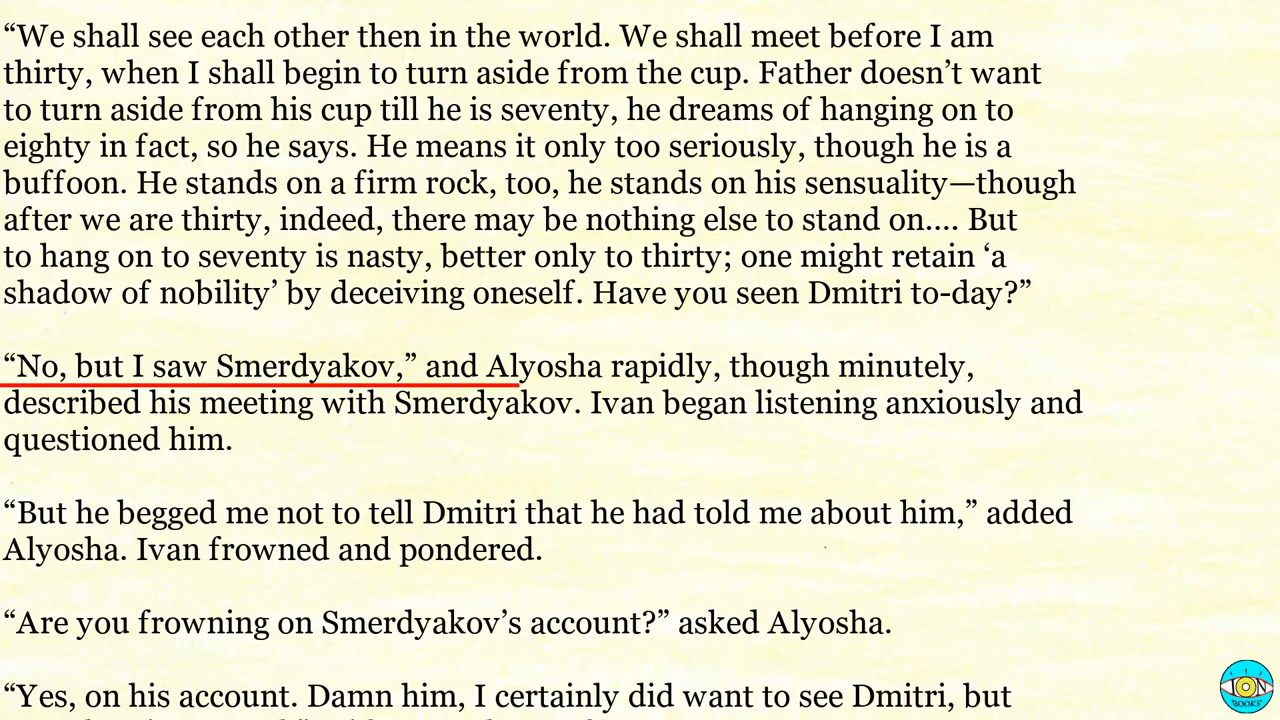 “We shall see each other then in the world. We shall meet before I am
thirty, when I shall begin to turn aside from the cup. Father doesn’t want
to turn aside from his cup till he is seventy, he dreams of hanging on to
eighty in fact, so he says. He means it only too seriously, though he is a
buffoon. He stands on a firm rock, too, he stands on his sensuality—though
after we are thirty, indeed, there may be nothing else to stand on.... But
to hang on to seventy is nasty, better only to thirty; one might retain ‘a
shadow of nobility’ by deceiving oneself. Have you seen Dmitri to-day?”
“No, but I saw Smerdyakov,” and Alyosha rapidly, though minutely,
described his meeting with Smerdyakov. Ivan began listening anxiously and
questioned him.
“But he begged me not to tell Dmitri that he had told me about him,” added
Alyosha. Ivan frowned and pondered.
“Are you frowning on Smerdyakov’s account?” asked Alyosha.
“Yes, on his account. Damn him, I certainly did want to see Dmitri, but
ION
BOOKS